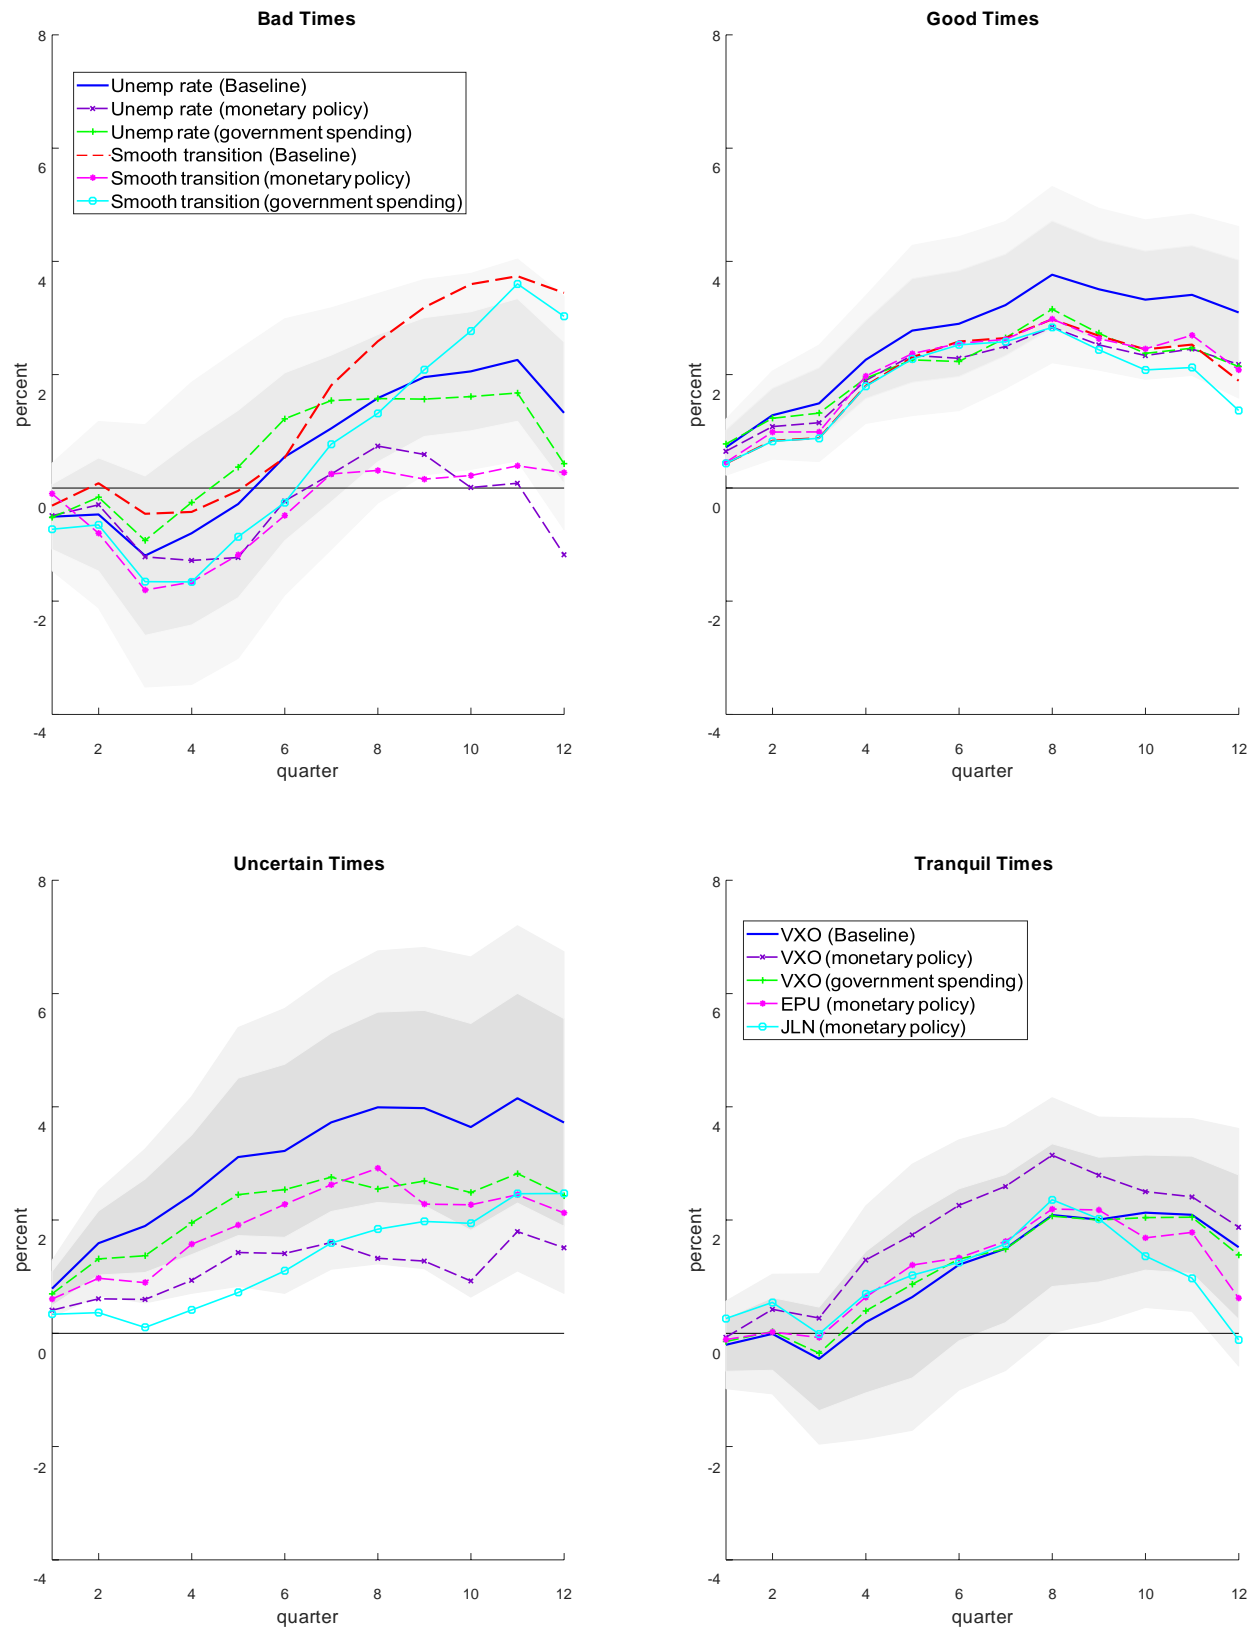 Bad Times
8
6
4
2
0
-2
-4
percent
Unemp rate (Baseline)
Unemp rate (monetary policy)
Unemp rate (government spending)
Smooth transition (Baseline)
Smooth transition (monetary policy)
Smooth transition (government spending)
2
4
6
8
10
12
quarter
Good Times
8
6
4
2
0
-2
-4
percent
2
4
6
8
10
12
quarter
Uncertain Times
8
6
4
2
0
-2
-4
percent
2
4
6
8
10
12
quarter
Tranquil Times
8
6
4
2
0
-2
-4
percent
VXO (Baseline)
VXO (monetary policy)
VXO (government spending)
EPU (monetary policy)
JLN (monetary policy)
2
4
6
8
10
12
quarter